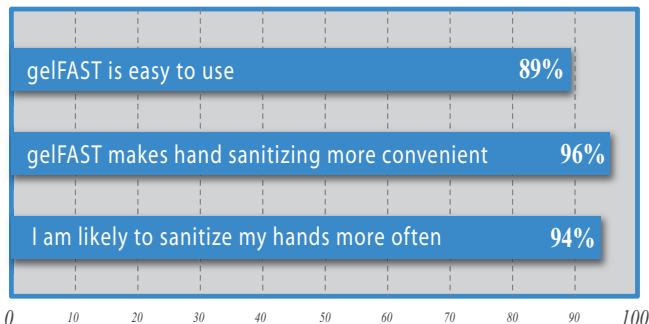 gelFAST is easy to use 89%
gelFAST makes hand sanitizing more convenient 96%
I am likely to sanitize my hands more often 94%
0 10 20 30 40 50 60 70 80 90 100